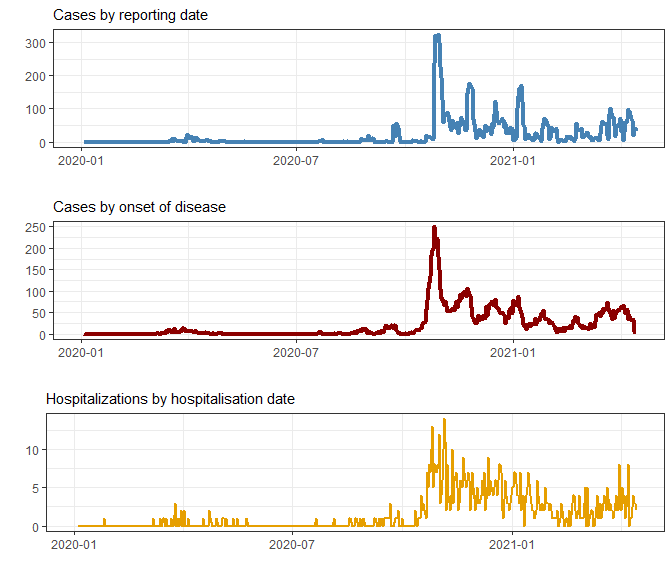 Cases by reporting date
300
200
100
0
2020-01 2020-07 2021-01
Cases by onset of disease
250
200
150
100
50
0
2020-01 2020-07 2021-01
Hospitalizations by hospitalisation date
10
5
0
2020-01 2020-07 2021-01